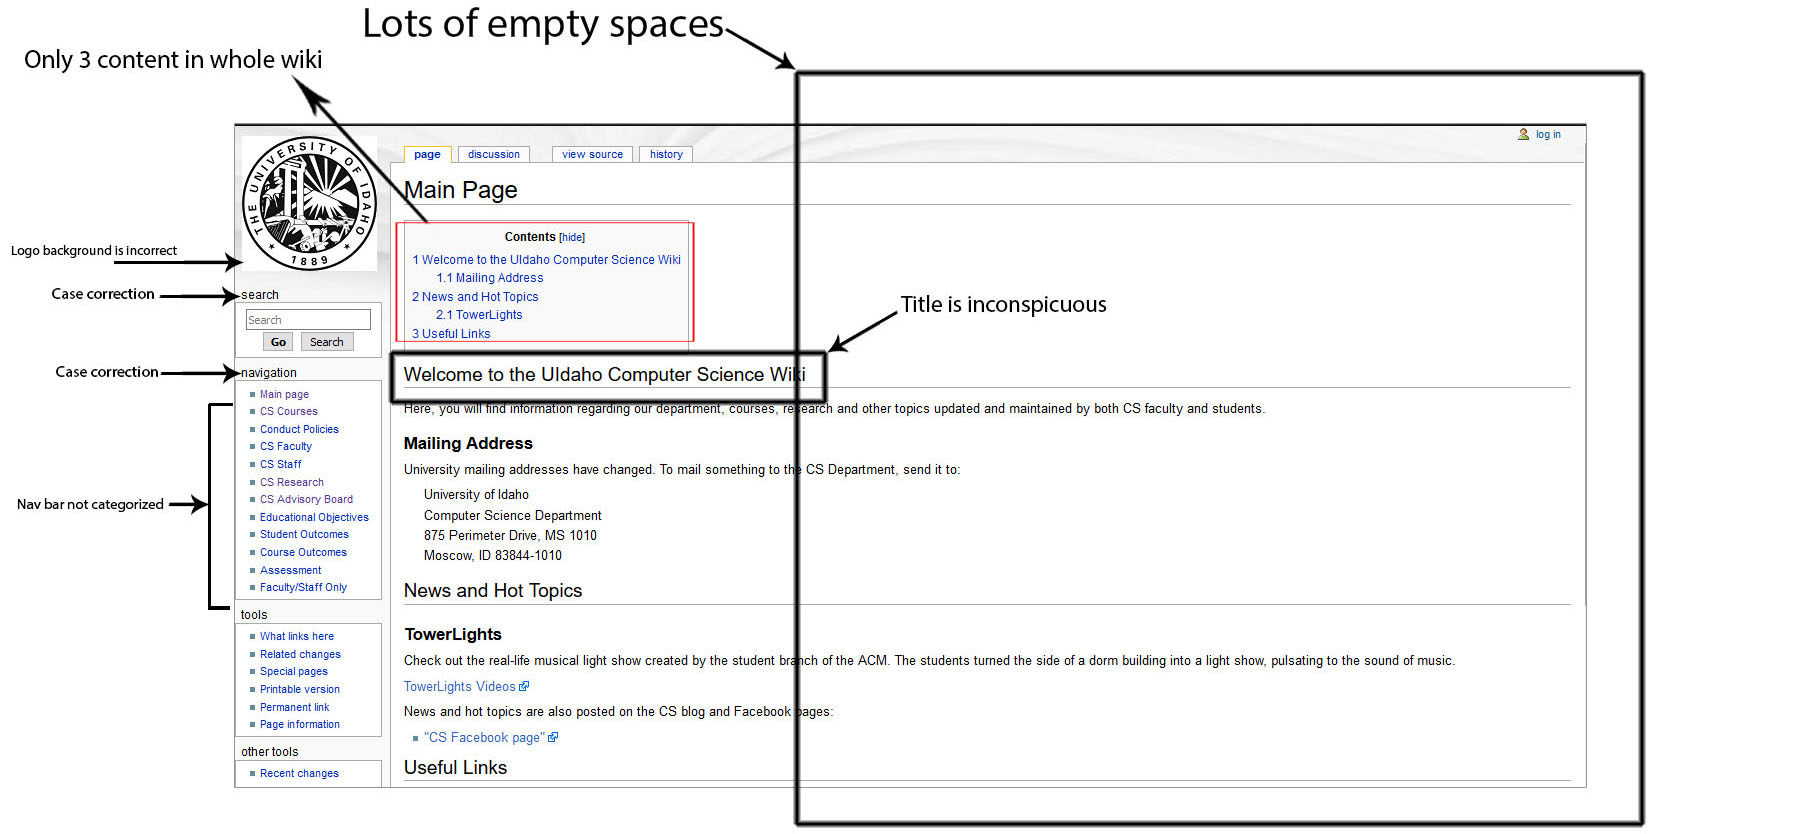 Lots of empty spaces
Only 3 content in whole wiki
log in
THE UNIVERSITY OF IDAHO
1889
page
discussion
view source
history
Main Page
Contents [hide]
1 Welcome to the UIdaho Computer Science Wiki
1.1 Mailing Address
2 News and Hot Topics
2.1 TowerLights
3 Useful Links
Logo background is incorrect
Case correction
search
Search
Go
Search
Title is inconspicuous
Case correction
navigation
Main page
CS Courses
Conduct Policies
CS Faculty
CS Staff
CS Research
CS Advisory Board
Educational Objectives
Student Outcomes
Course Outcomes
Assessment
Faculty/Staff Only
Nav bar not categorized
tools
What links here
Related changes
Special pages
Printable version
Permanent link
Page information
other tools
Recent changes
Welcome to the UIdaho Computer Science Wiki
Here, you will find information regarding our department, courses, research and other topics updated and maintained by both CS faculty and students.
Mailing Address
University mailing addresses have changed. To mail something to the CS Department, send it to:
University of Idaho
Computer Science Department
875 Perimeter Drive, MS 1010
Moscow, ID 83844-1010
News and Hot Topics
TowerLights
Check out the real-life musical light show created by the student branch of the ACM. The students turned the side of a dorm building into a light show, pulsating to the sound of music.
TowerLights Videos
News and hot topics are also posted on the CS blog and Facebook pages:
"CS Facebook page"
Useful Links